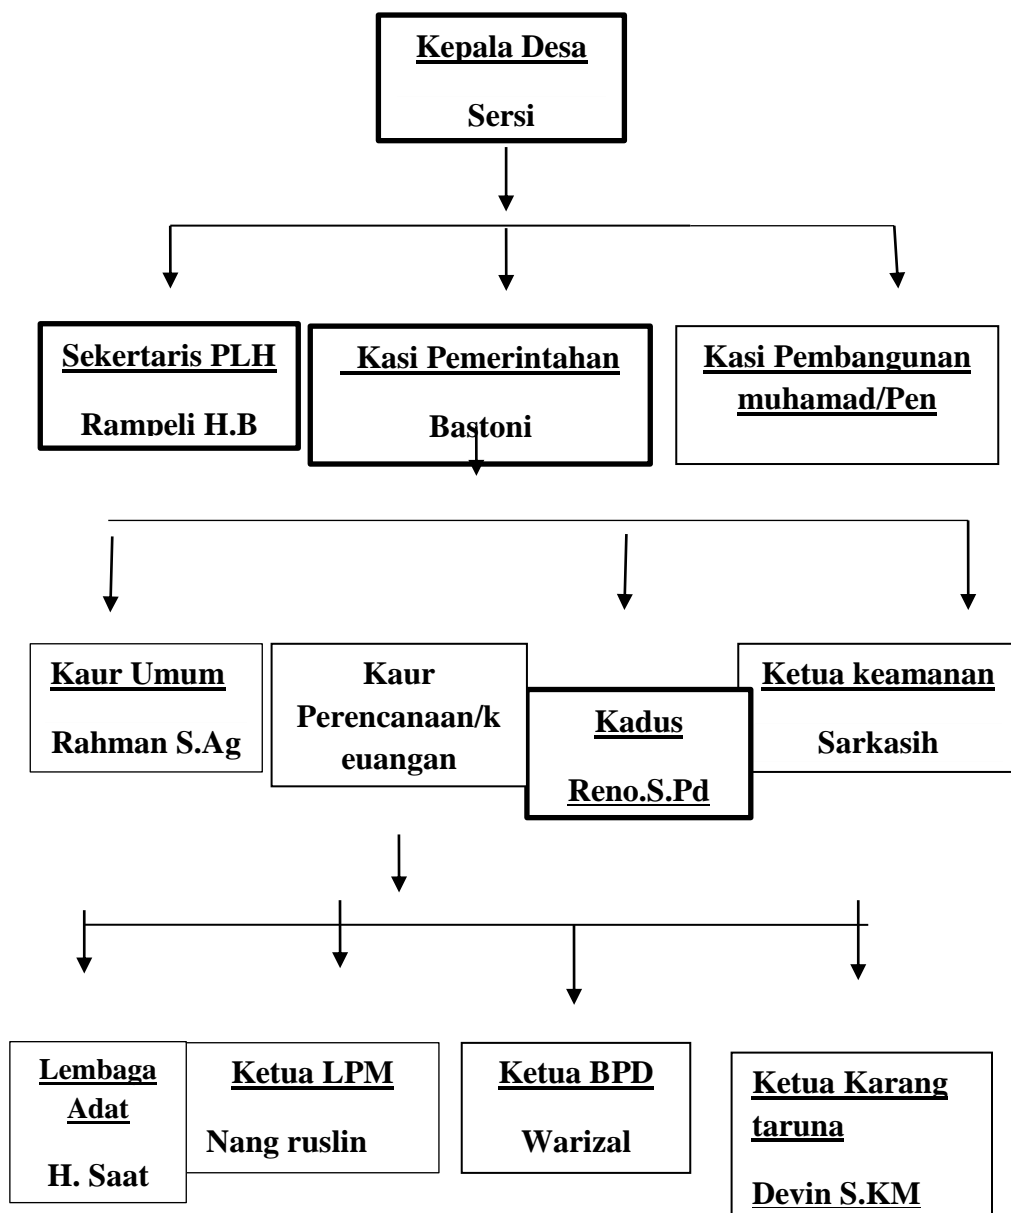 Kepala Desa
Sersi
Sekertaris PLH
Rampeli H.B
Kasi Pemerintahan
Bastoni
Kasi Pembangunan
muhamad/Pen
Kaur Umum
Rahman S.Ag
Kaur
Perencanaan/k
euangan
Kadus
Reno.S.Pd
Ketua keamanan
Sarkasih
Lembaga
Adat
H. Saat
Ketua LPM
Nang ruslin
Ketua BPD
Warizal
Ketua Karang
taruna
Devin S.KM